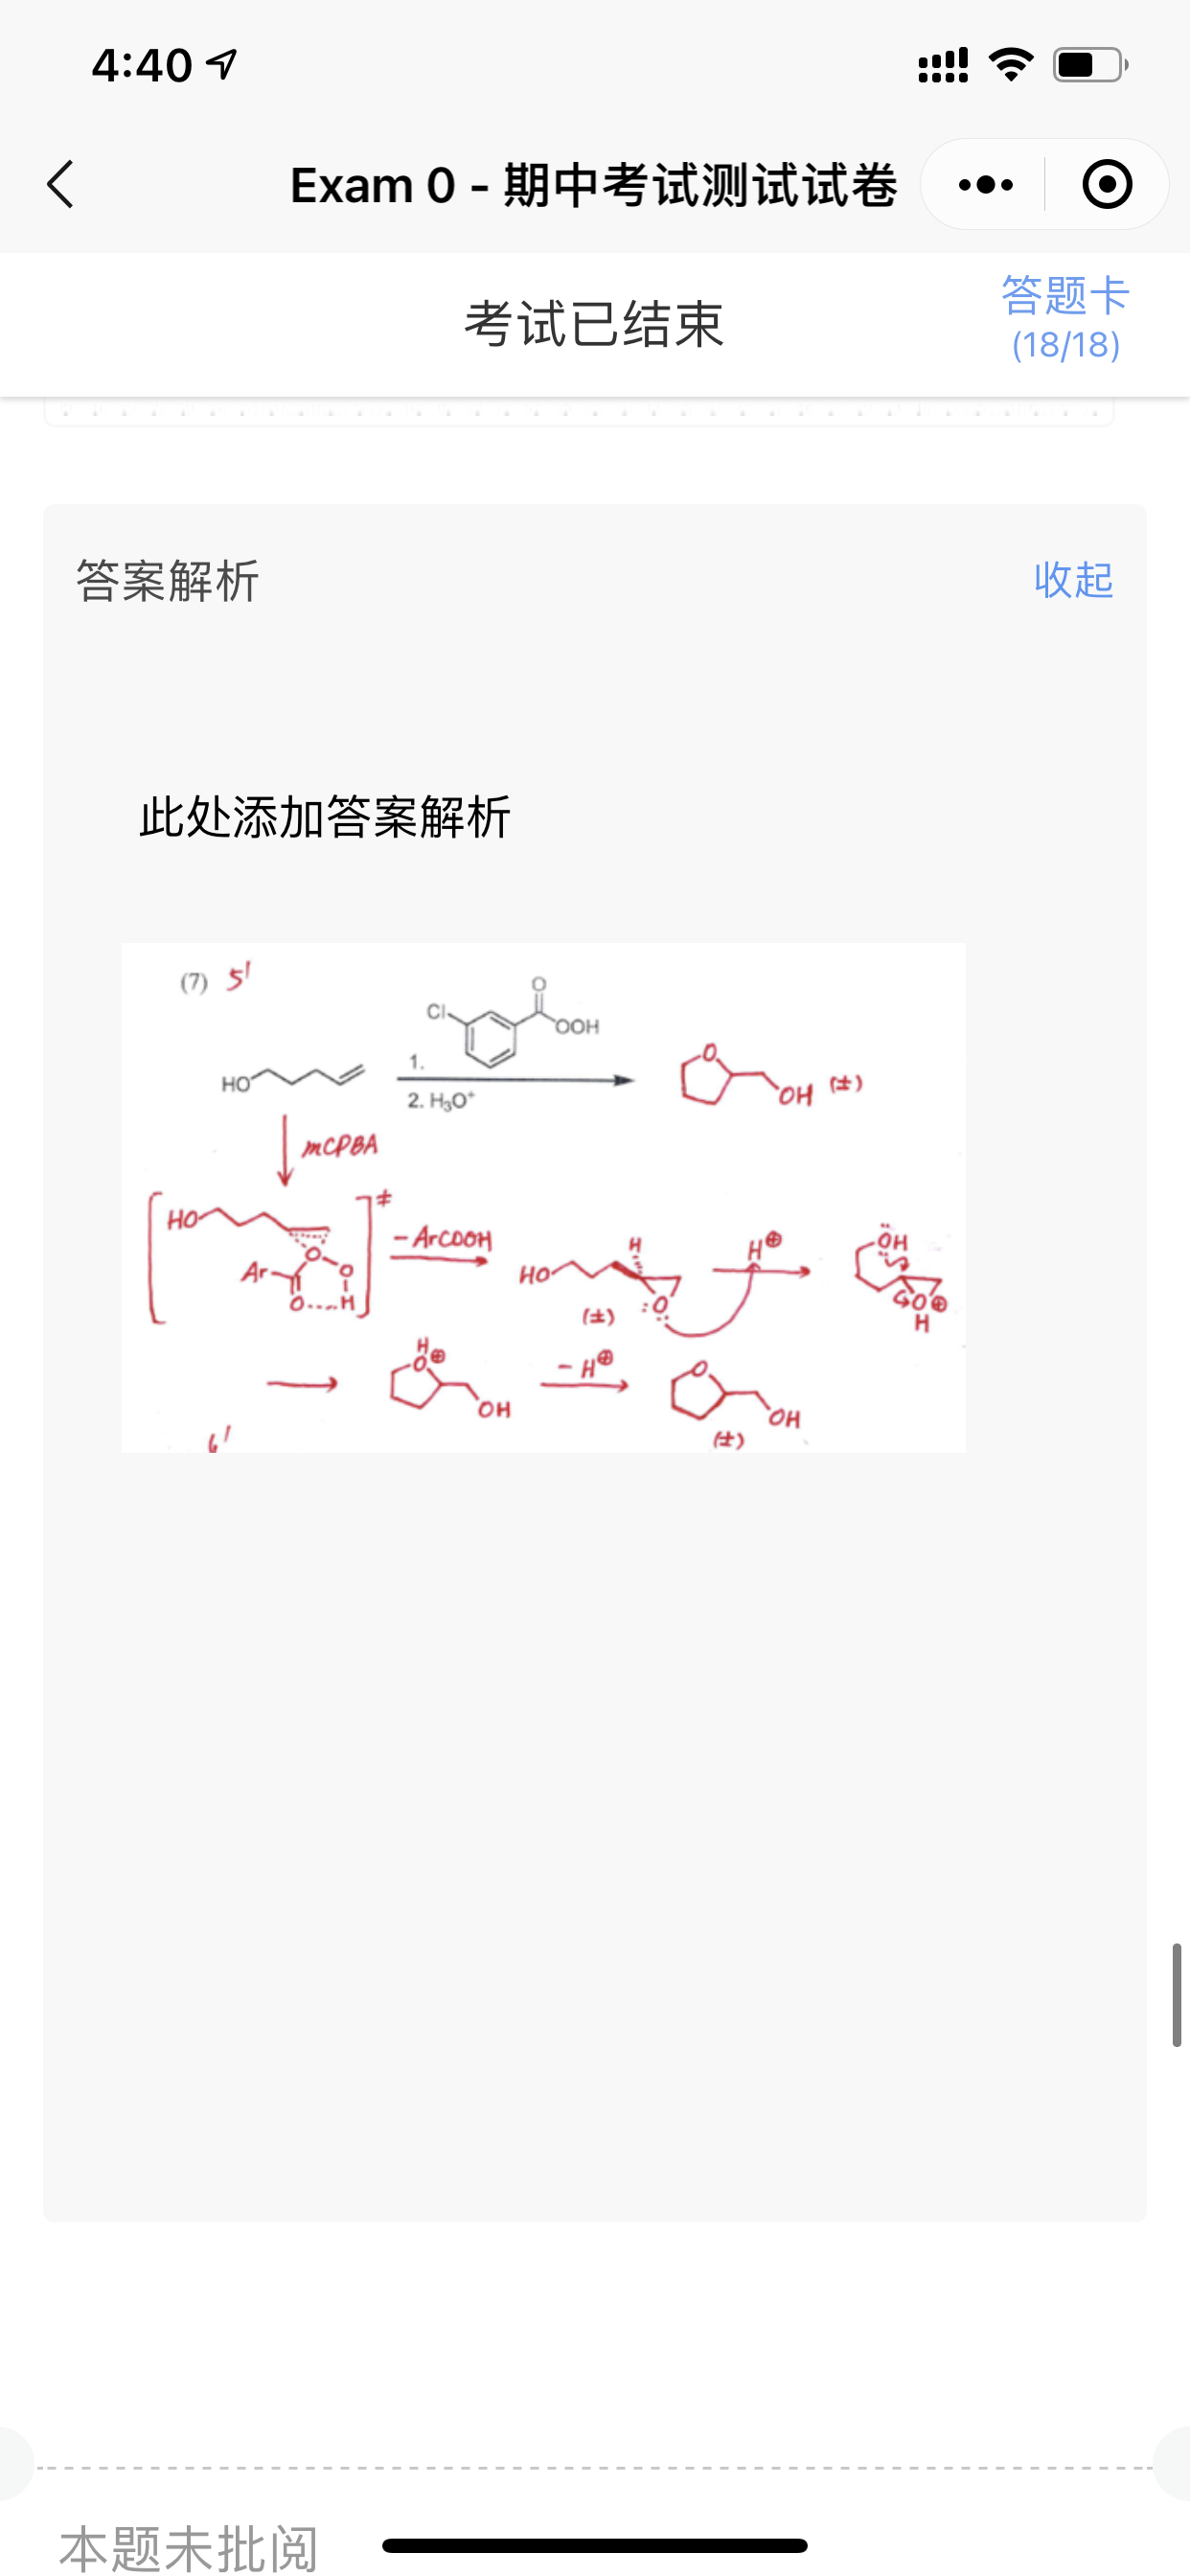 4:40
Exam 0 - 期中考试测试试卷
考试已结束
答题卡
(18/18)
答案解析
收起
此处添加答案解析
(7) 5'
Cl
O
OOH
HO
1.
2. H₃O⁺
O
OH (±)
mCPBA
HO
O
Ar
O
O
H
≠
- ArCOOH
H
HO
:O:
(±)
H⊕
ÖH
O⊕
H
H
O⊕
OH
- H⊕
O
OH
(±)
6'
本题未批阅